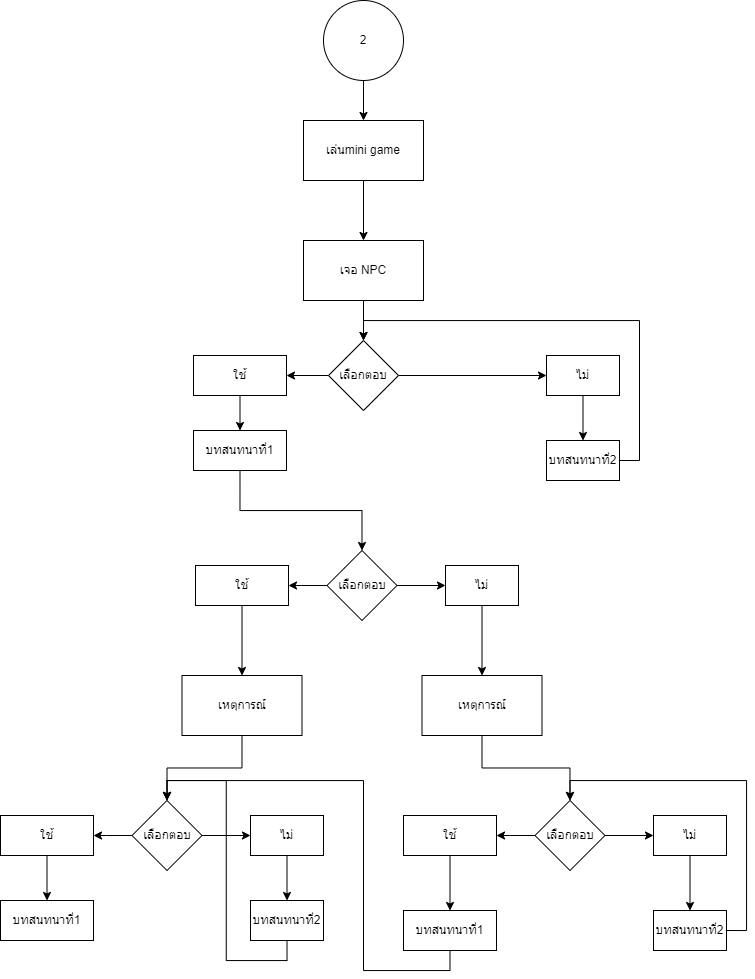 2
เล่นmini game
เจอ NPC
ใช้
เลือกตอบ
ไม่
บทสนทนาที่1
บทสนทนาที่2
ใช้
เลือกตอบ
ไม่
เหตุการณ์
เหตุการณ์
ใช้
เลือกตอบ
ไม่
ใช้
เลือกตอบ
ไม่
บทสนทนาที่1
บทสนทนาที่2
บทสนทนาที่1
บทสนทนาที่2